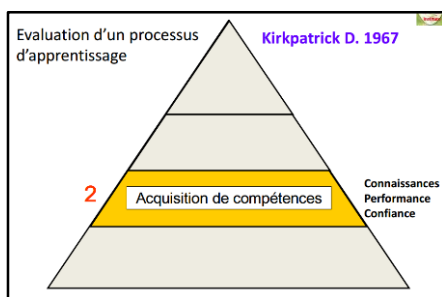 Evaluation d'un processus
d'apprentissage
Kirkpatrick D. 1967
2
Acquisition de compétences
Connaissances
Performance
Confiance